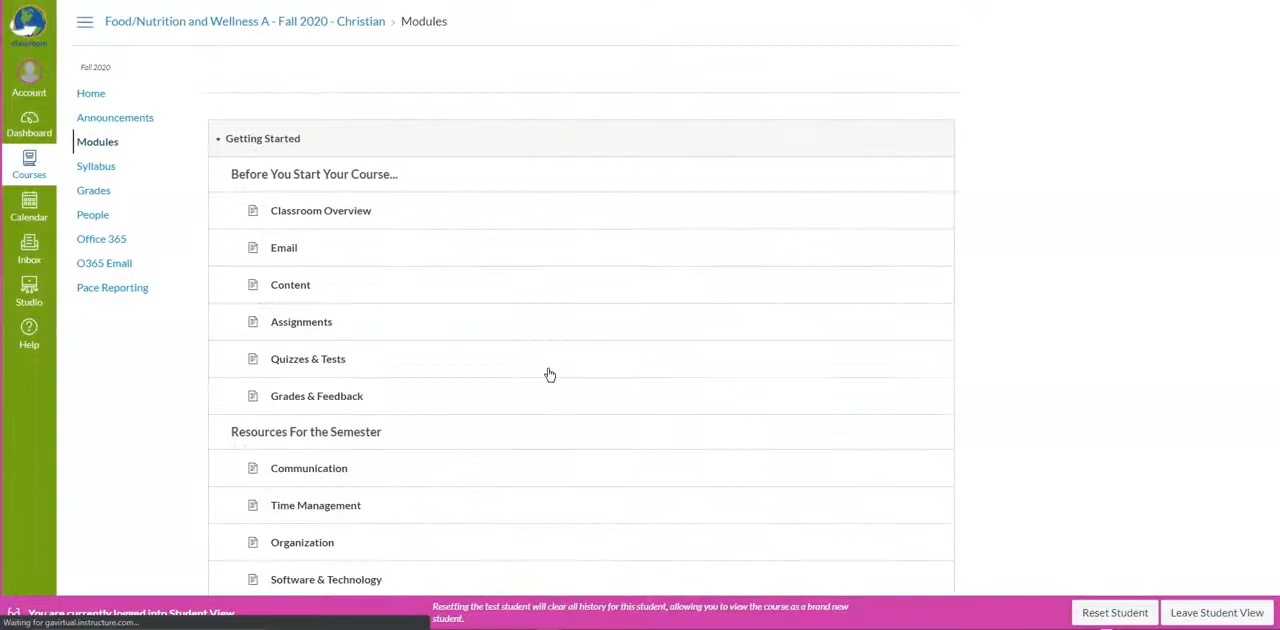 classroom
Account
Dashboard
Courses
Calendar
Inbox
Studio
Help
Food/Nutrition and Wellness A - Fall 2020 - Christian › Modules
Fall 2020
Home
Announcements
Modules
Syllabus
Grades
People
Office 365
O365 Email
Pace Reporting
Getting Started
Before You Start Your Course...
Classroom Overview
Email
Content
Assignments
Quizzes & Tests
Grades & Feedback
Resources For the Semester
Communication
Time Management
Organization
Software & Technology
You are currently logged into Student View
Waiting for gavirtual.instructure.com...
Resetting the test student will clear all history for this student, allowing you to view the course as a brand new
student.
Reset Student
Leave Student View